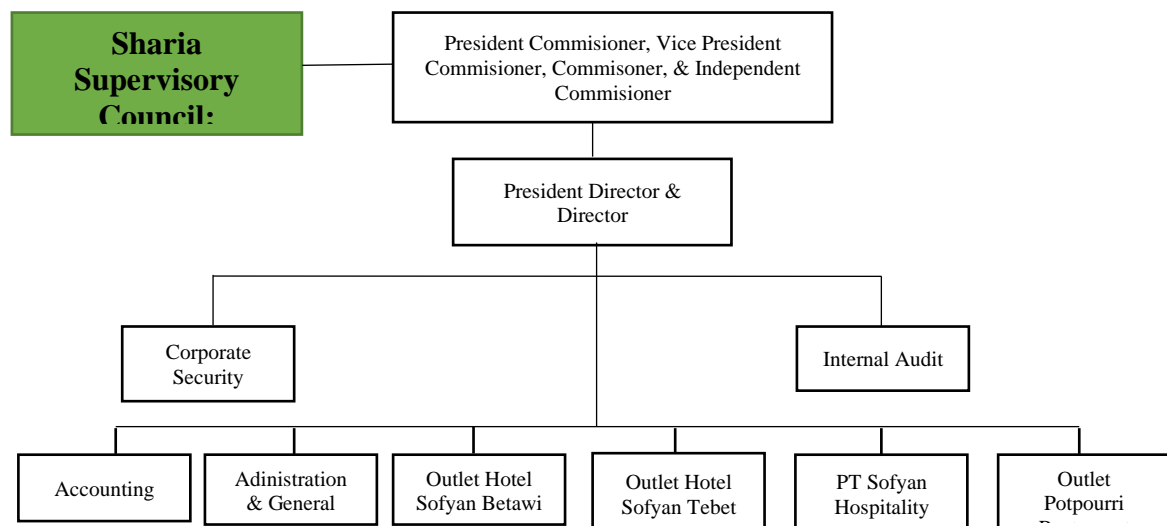 Sharia
Supervisory
Council:
President Commisioner, Vice President
Commisioner, Commisoner, & Independent
Commisioner
President Director &
Director
Corporate
Security
Internal Audit
Accounting
Adinistration
& General
Outlet Hotel
Sofyan Betawi
Outlet Hotel
Sofyan Tebet
PT Sofyan
Hospitality
Outlet
Potpourri